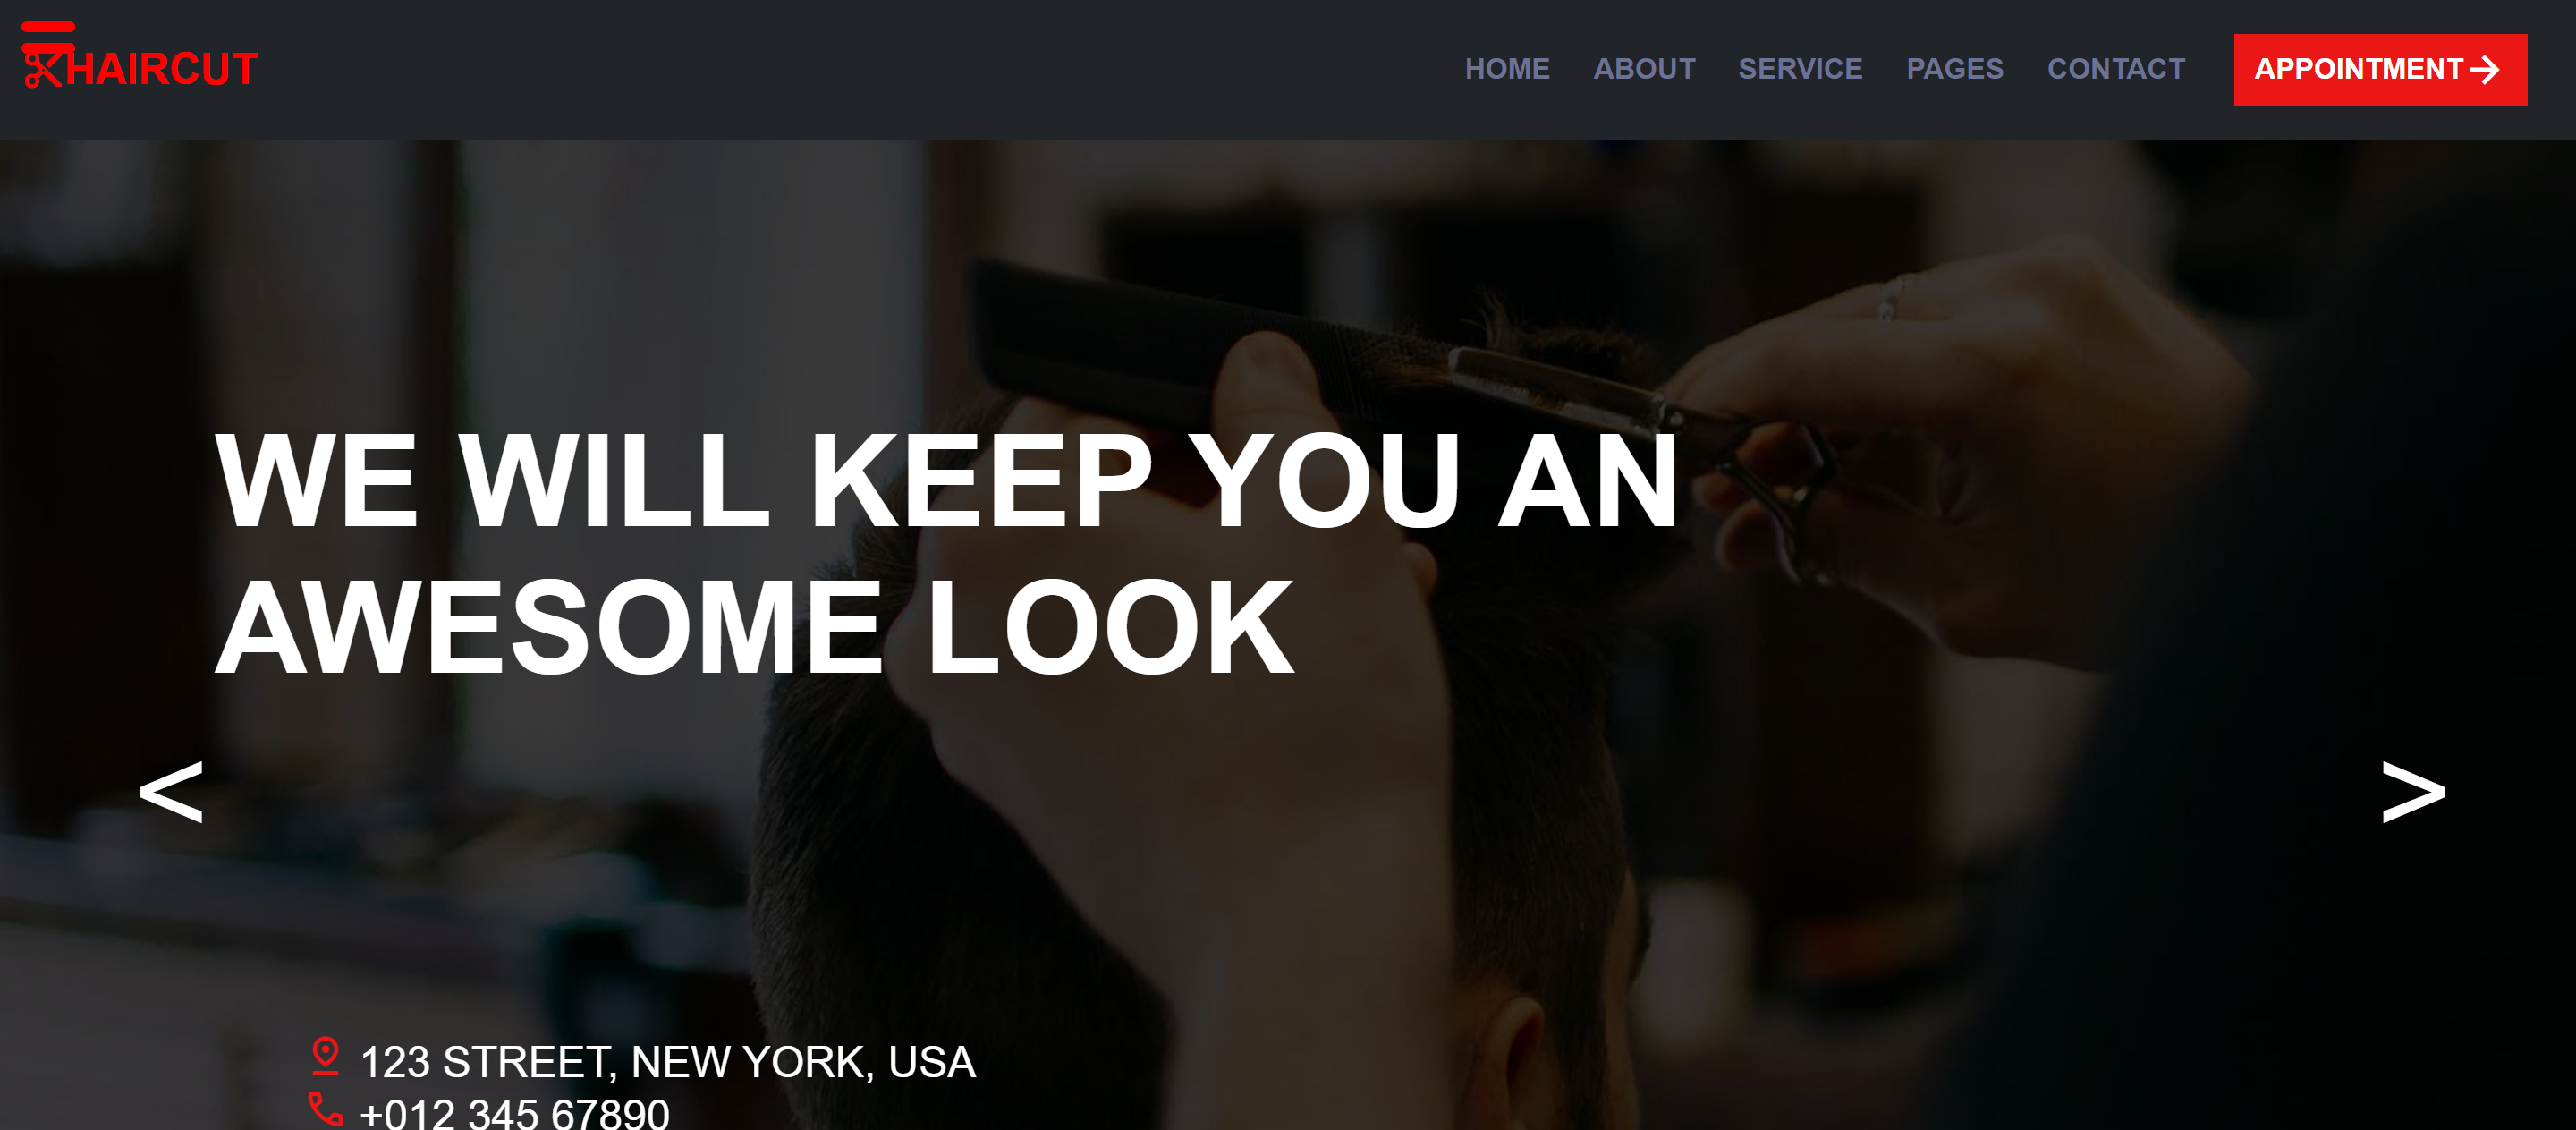 HAIRCUT
HOME ABOUT SERVICE PAGES CONTACT APPOINTMENT
WE WILL KEEP YOU AN
AWESOME LOOK
< >
123 STREET, NEW YORK, USA
+012 345 67890